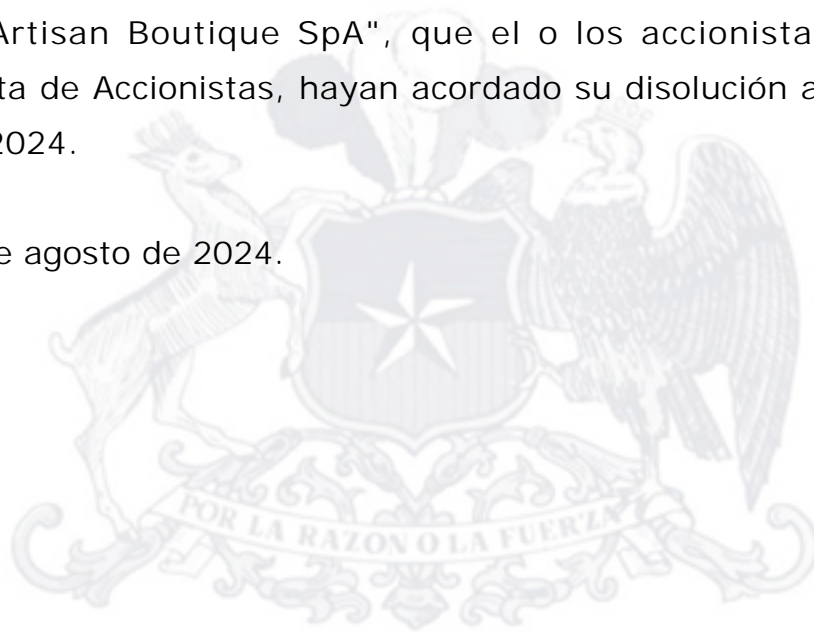 Artisan Boutique SpA", que el o los accionista
ta de Accionistas, hayan acordado su disolución a
2024.
e agosto de 2024.
POR LA RAZON O LA FUERZA